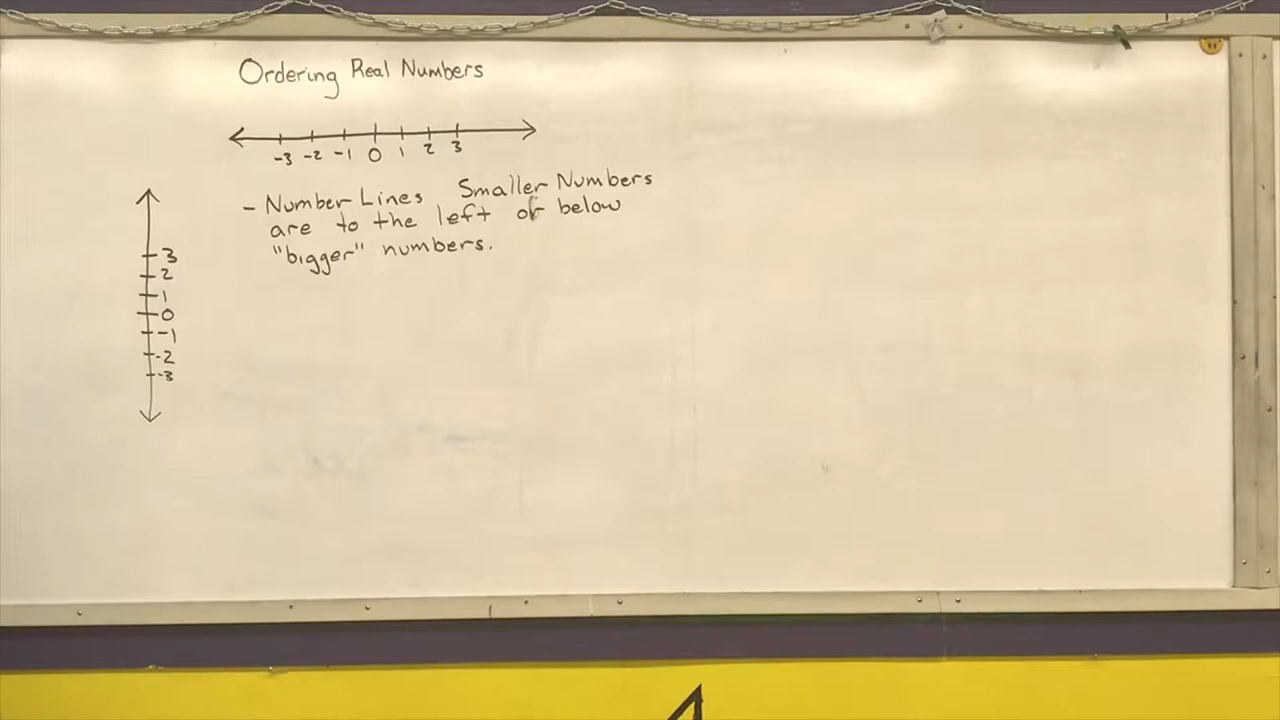 Ordering Real Numbers
-3 -2 -1 0 1 2 3
- Number Lines Smaller Numbers
are to the left or below
"bigger" numbers.
3
2
1
0
-1
-2
-3